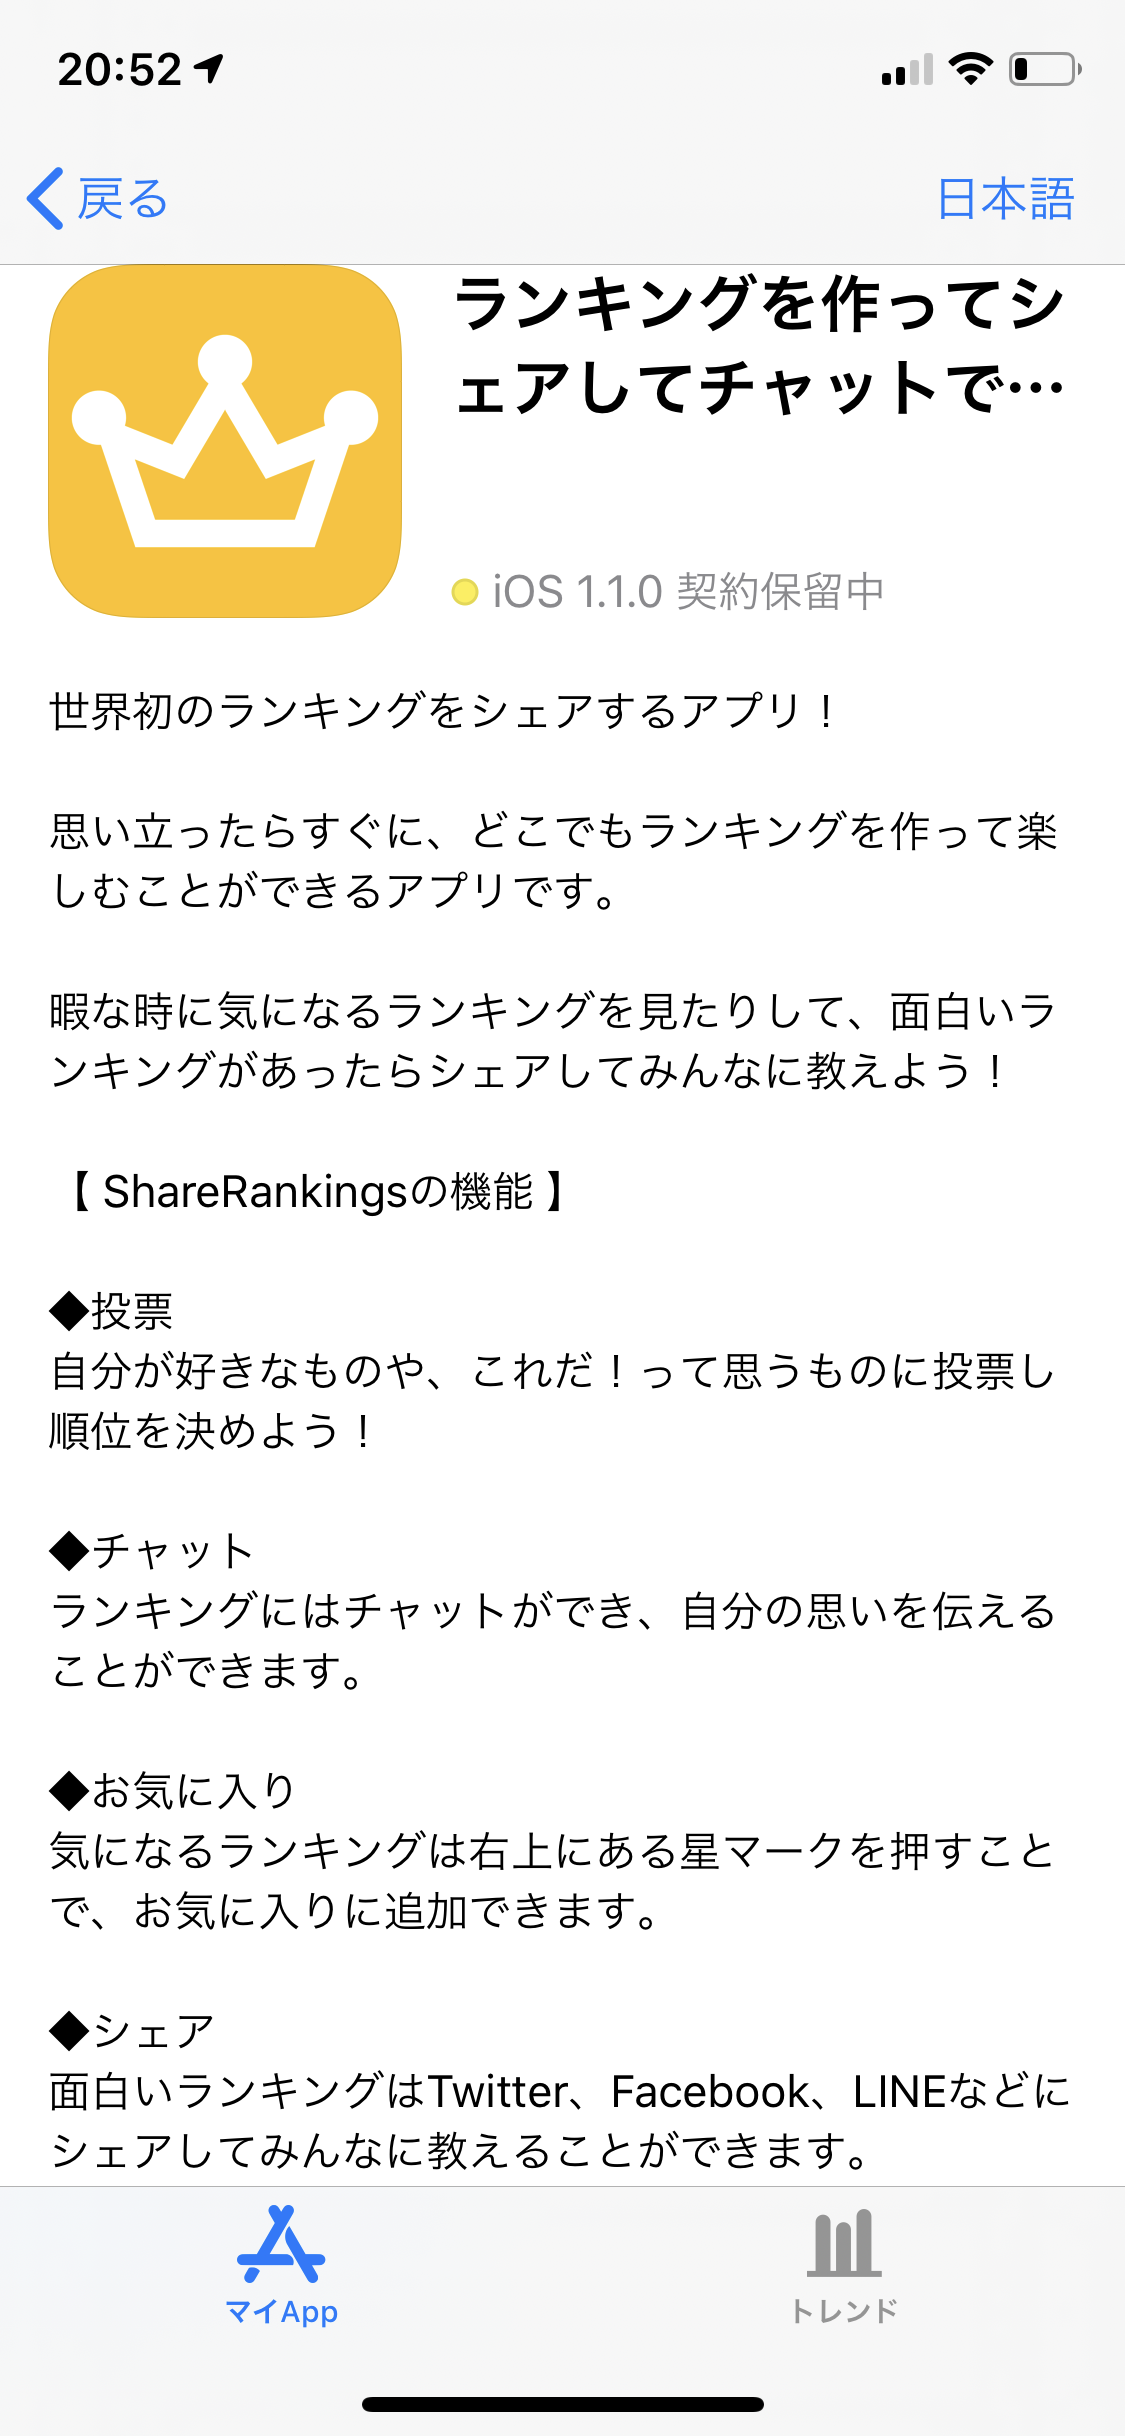 20:52
戻る
日本語
ランキングを作ってシ
ェアしてチャットで…
iOS 1.1.0 契約保留中
世界初のランキングをシェアするアプリ！
思い立ったらすぐに、どこでもランキングを作って楽
しむことができるアプリです。
暇な時に気になるランキングを見たりして、面白いラ
ンキングがあったらシェアしてみんなに教えよう！
【 ShareRankingsの機能 】
◆投票
自分が好きなものや、これだ！って思うものに投票し
順位を決めよう！
◆チャット
ランキングにはチャットができ、自分の思いを伝える
ことができます。
◆お気に入り
気になるランキングは右上にある星マークを押すこと
で、お気に入りに追加できます。
◆シェア
面白いランキングはTwitter、Facebook、LINEなどに
シェアしてみんなに教えることができます。
マイApp
トレンド